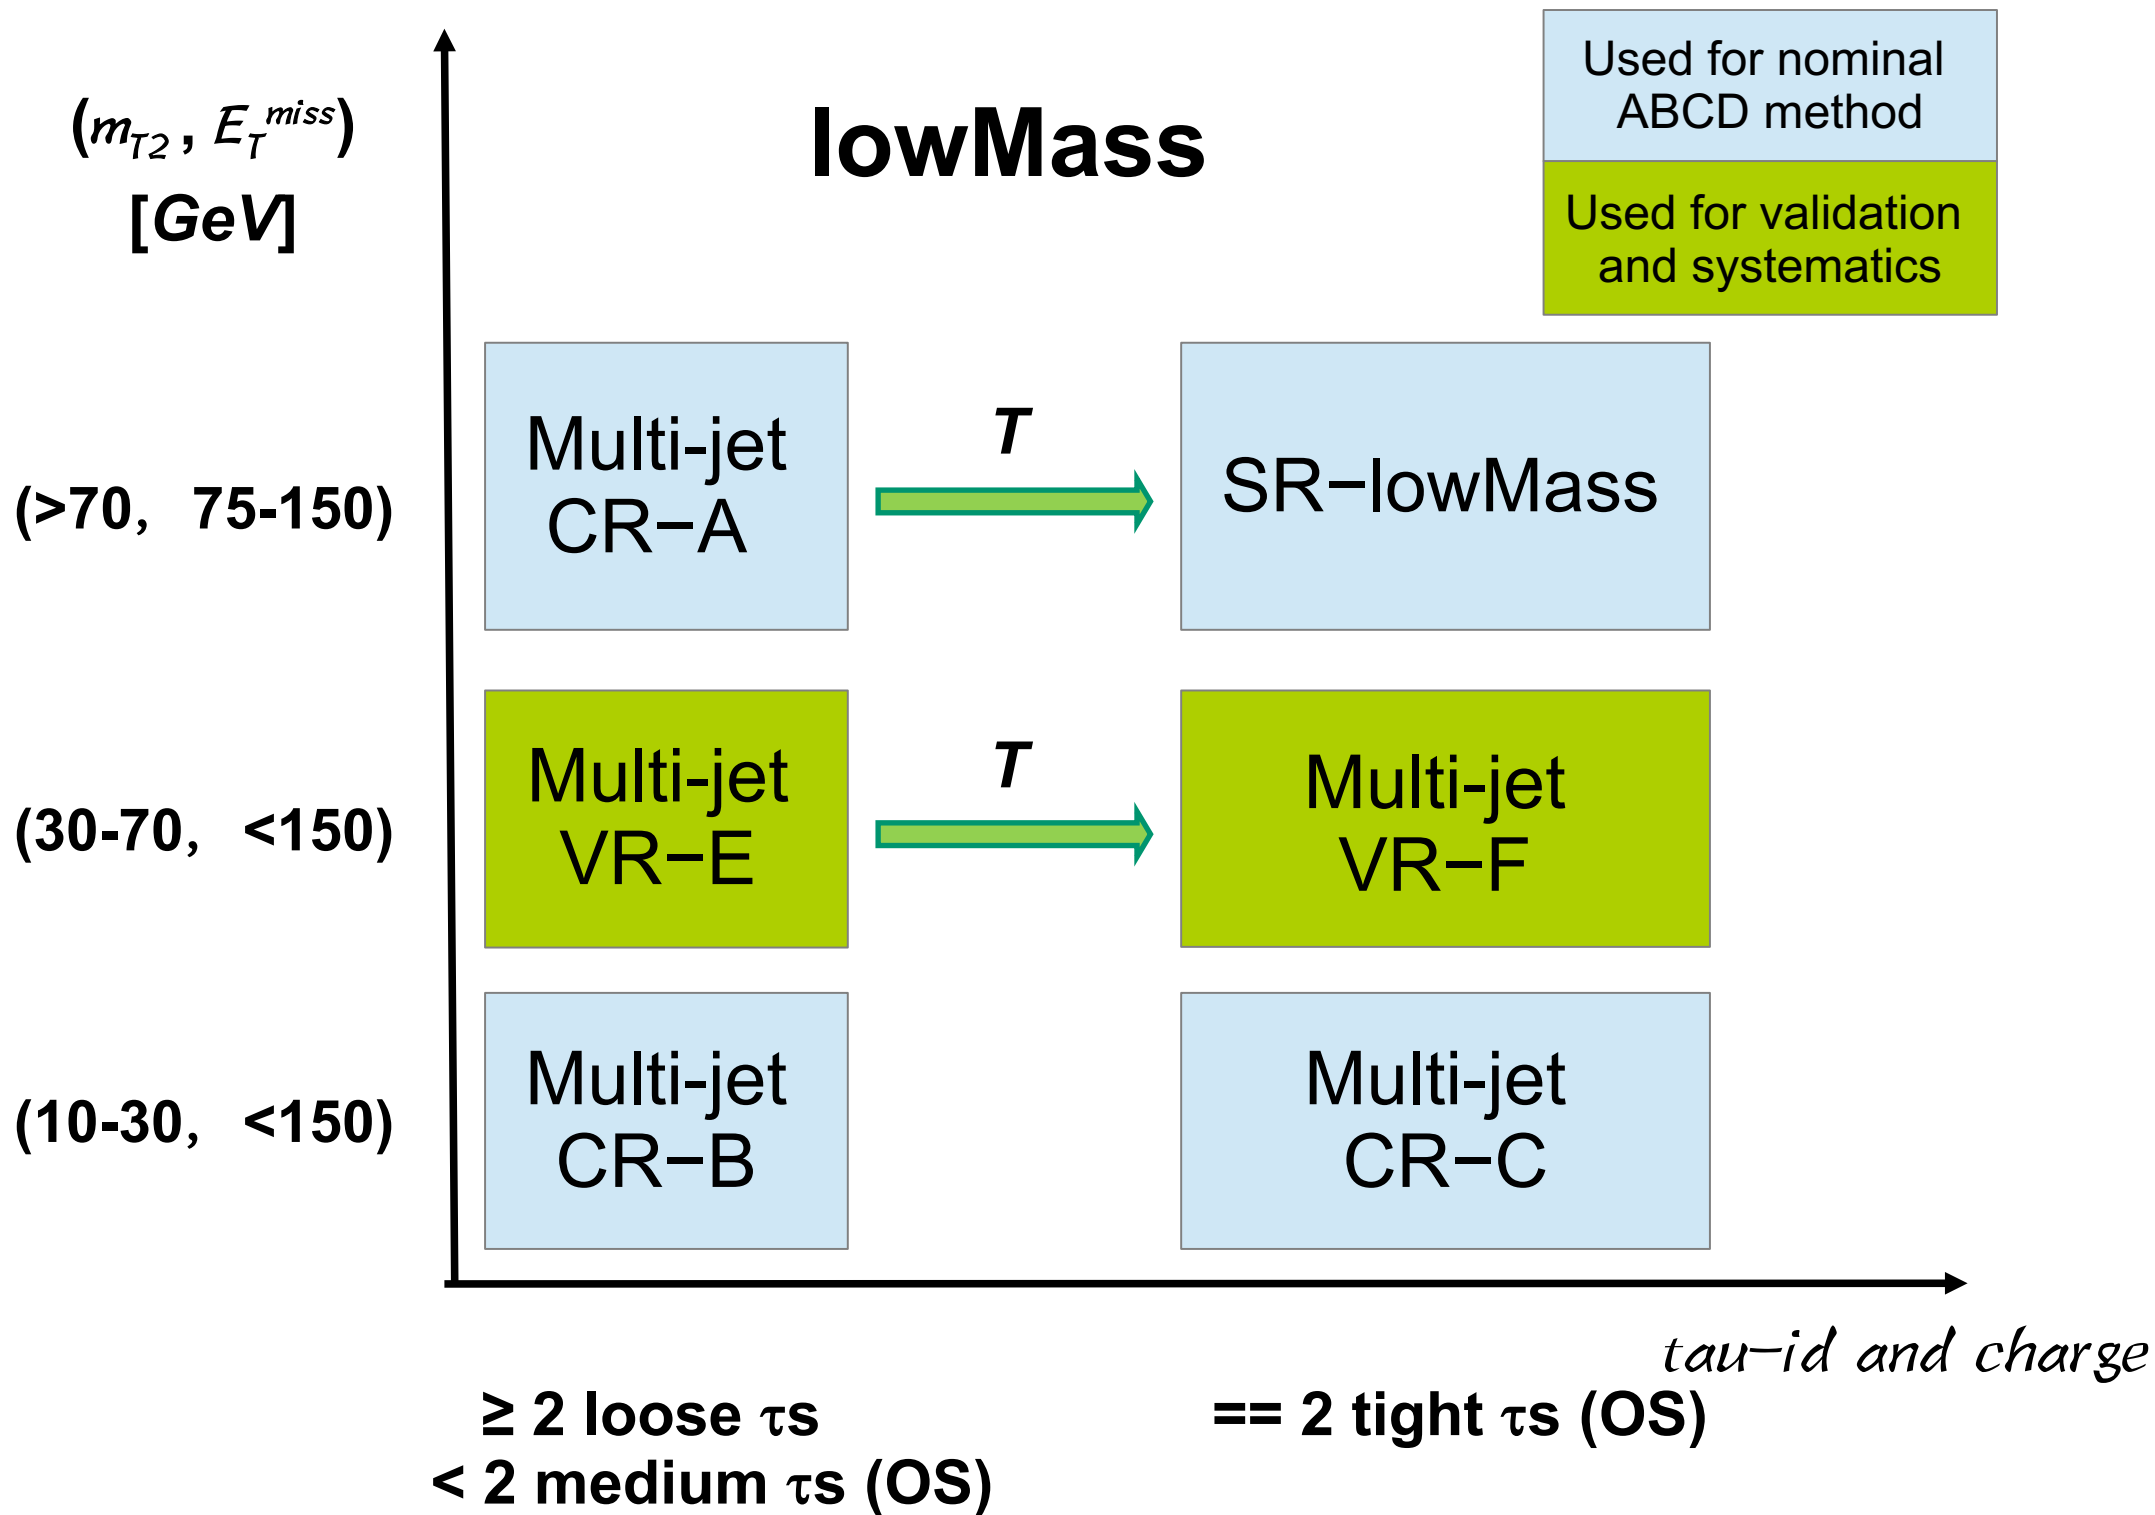 Used for nominal
ABCD method
Used for validation
and systematics
lowMass
(m_T2, E_T^miss)
[GeV]
(>70, 75-150)
Multi-jet
CR−A
T
SR−lowMass
(30-70, <150)
Multi-jet
VR−E
T
Multi-jet
VR−F
(10-30, <150)
Multi-jet
CR−B
Multi-jet
CR−C
tau-id and charge
≥ 2 loose τs
< 2 medium τs (OS)
== 2 tight τs (OS)